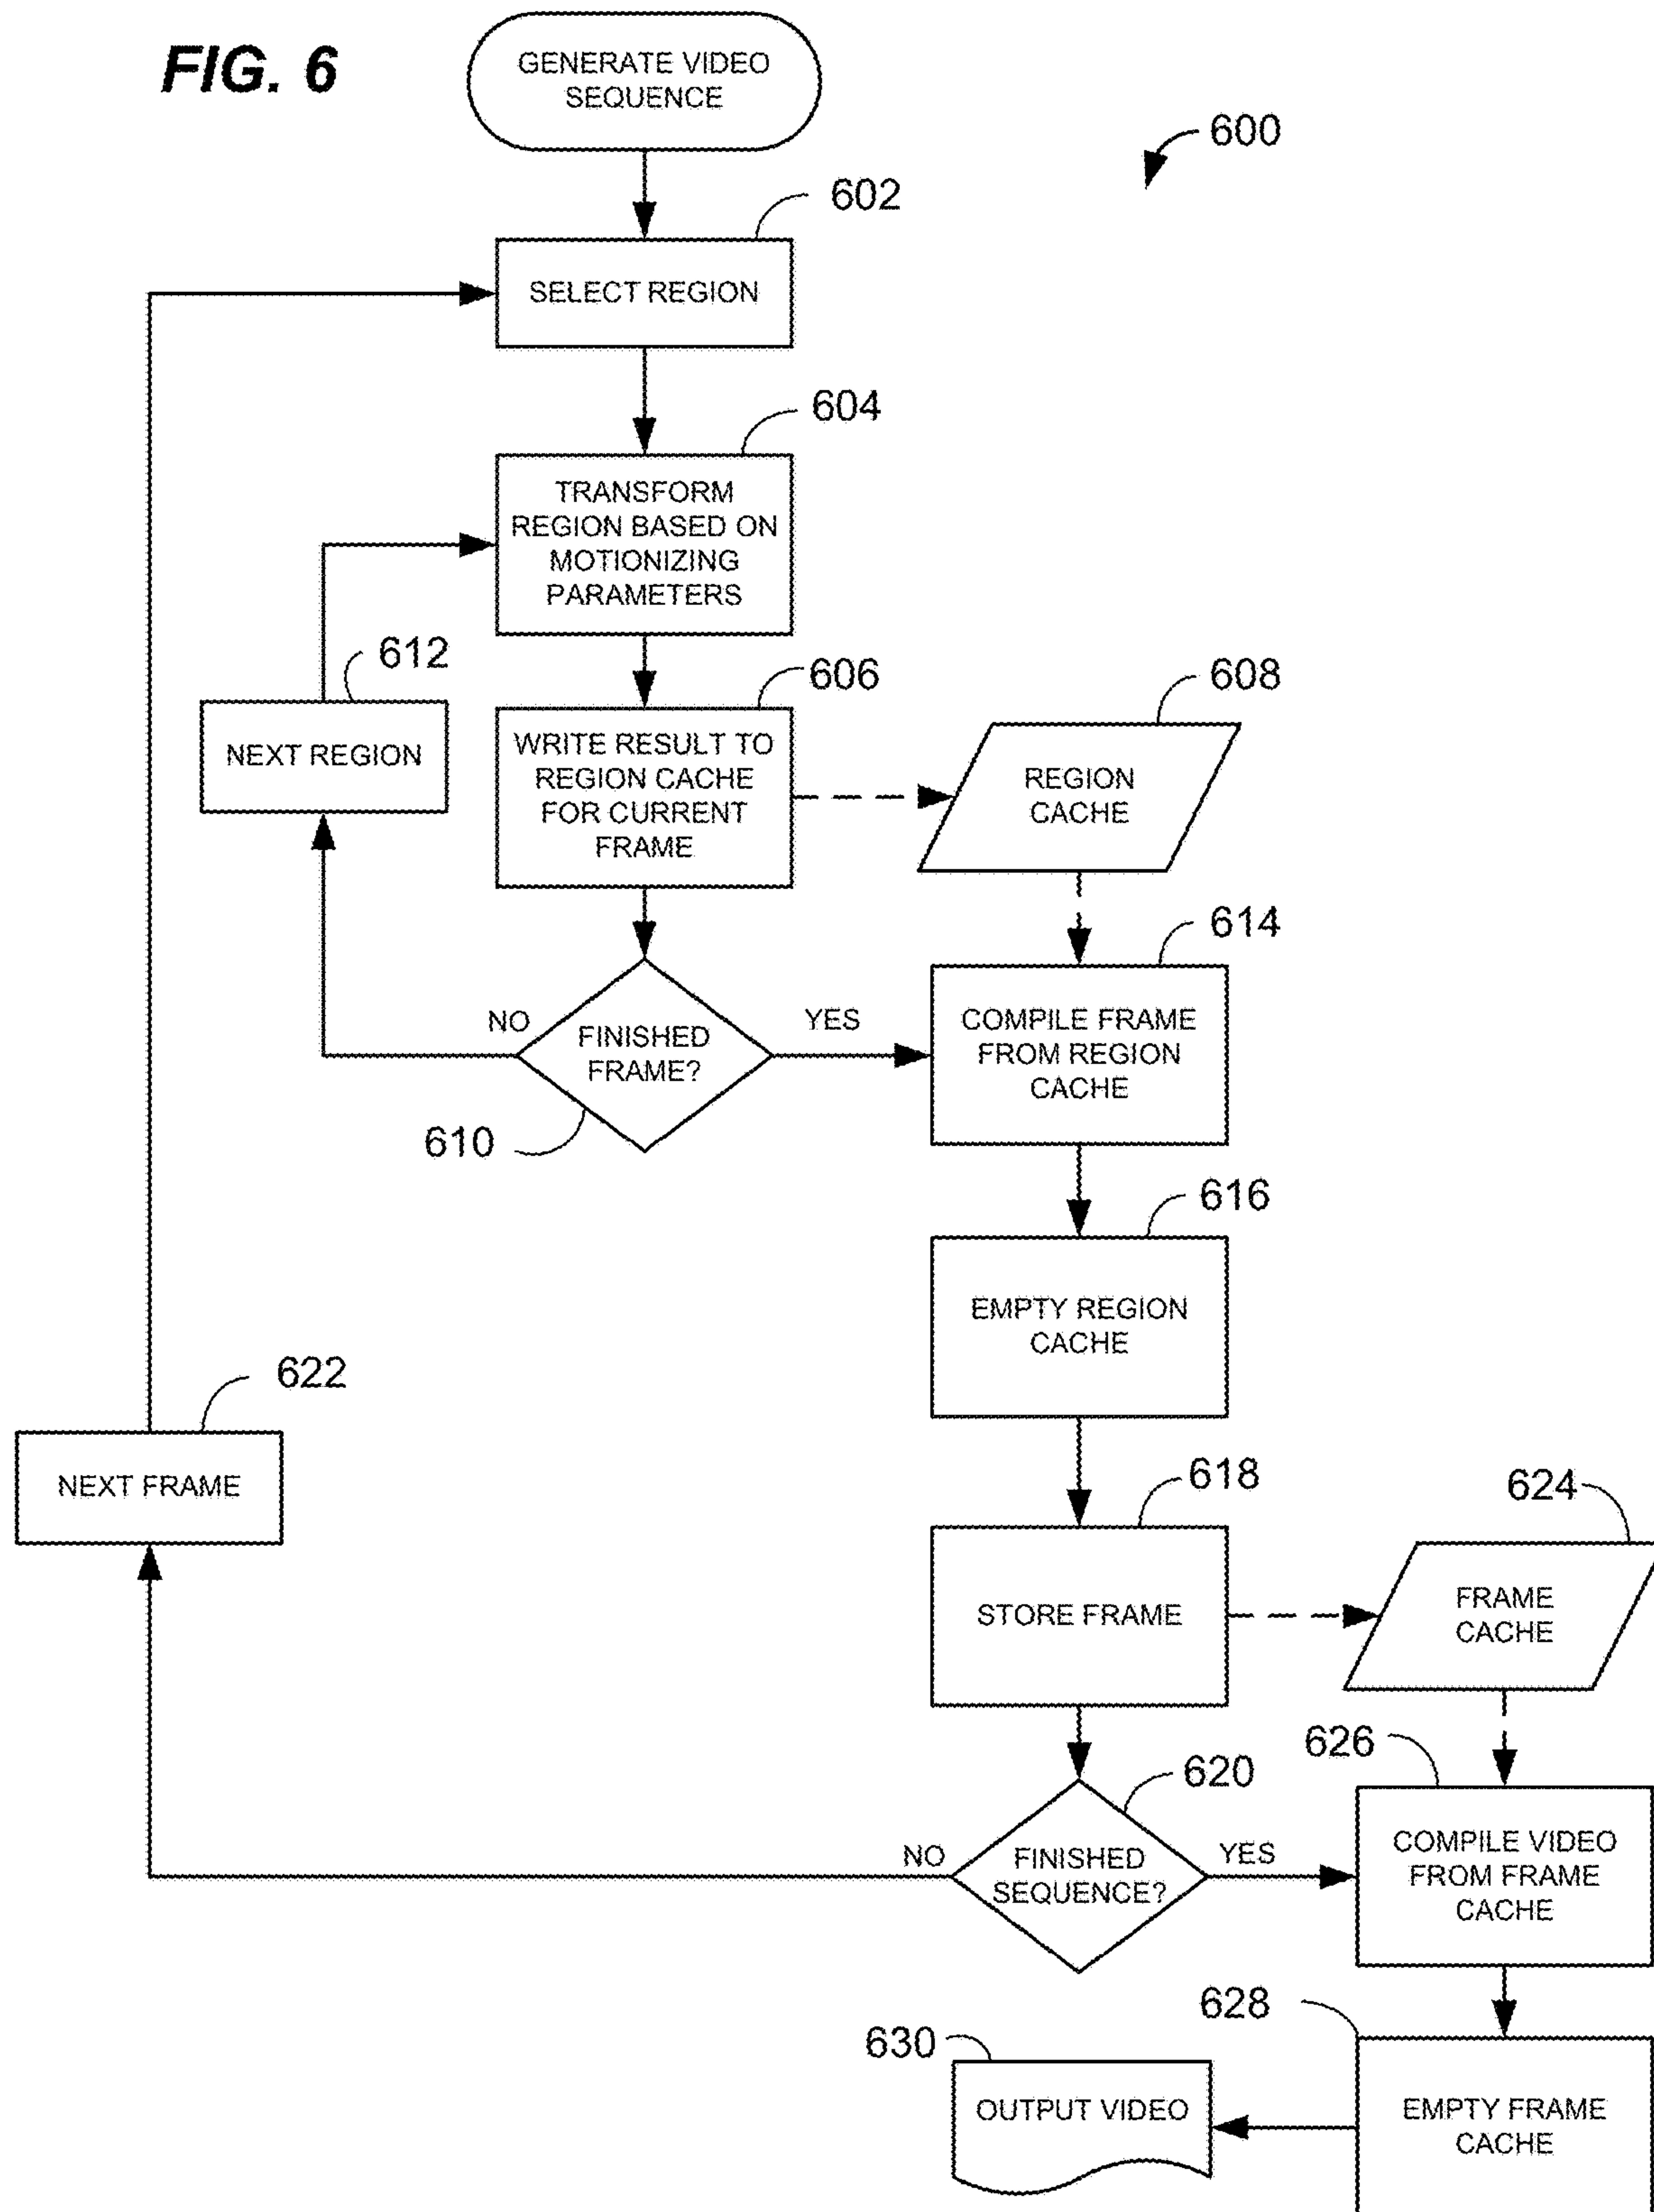 FIG. 6
GENERATE VIDEO
SEQUENCE
600
602
SELECT REGION
604
TRANSFORM
REGION BASED ON
MOTIONIZING
PARAMETERS
612
NEXT REGION
606
WRITE RESULT TO
REGION CACHE
FOR CURRENT
FRAME
608
REGION
CACHE
NO
FINISHED
FRAME?
YES
610
614
COMPILE FRAME
FROM REGION
CACHE
616
EMPTY REGION
CACHE
622
NEXT FRAME
618
STORE FRAME
624
FRAME
CACHE
620
NO
FINISHED
SEQUENCE?
YES
626
COMPILE VIDEO
FROM FRAME
CACHE
628
EMPTY FRAME
CACHE
630
OUTPUT VIDEO